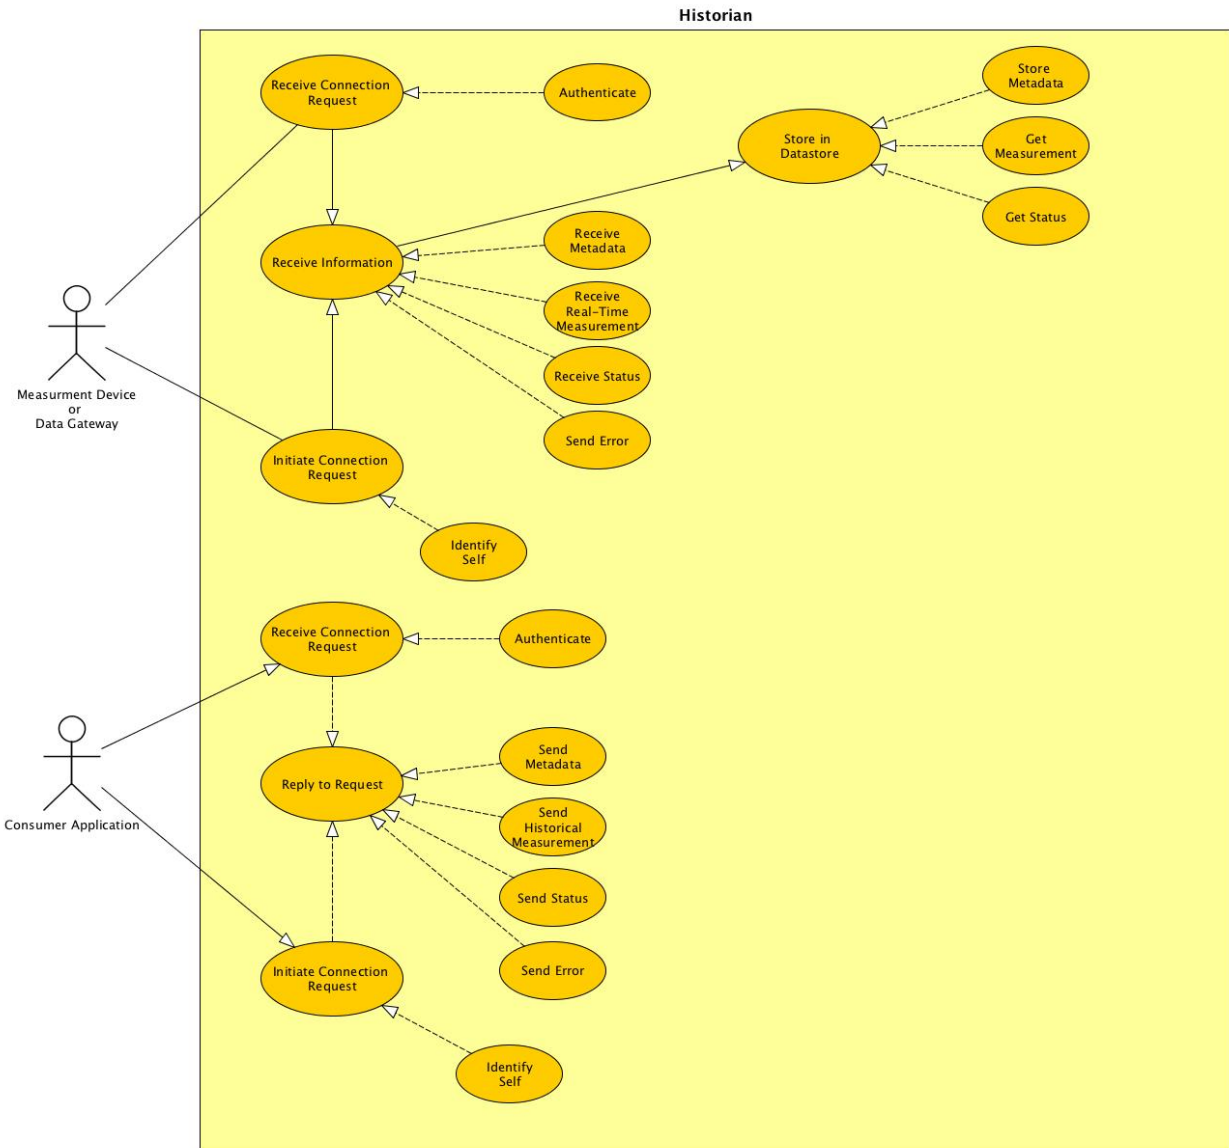 Historian
Receive Connection
Request
Authenticate
Store
Metadata
Store in
Datastore
Get
Measurement
Get Status
Receive Information
Receive
Metadata
Receive
Real-Time
Measurement
Receive Status
Send Error
Measurment Device
or
Data Gateway
Initiate Connection
Request
Identify
Self
Receive Connection
Request
Authenticate
Reply to Request
Send
Metadata
Send
Historical
Measurement
Send Status
Send Error
Consumer Application
Initiate Connection
Request
Identify
Self